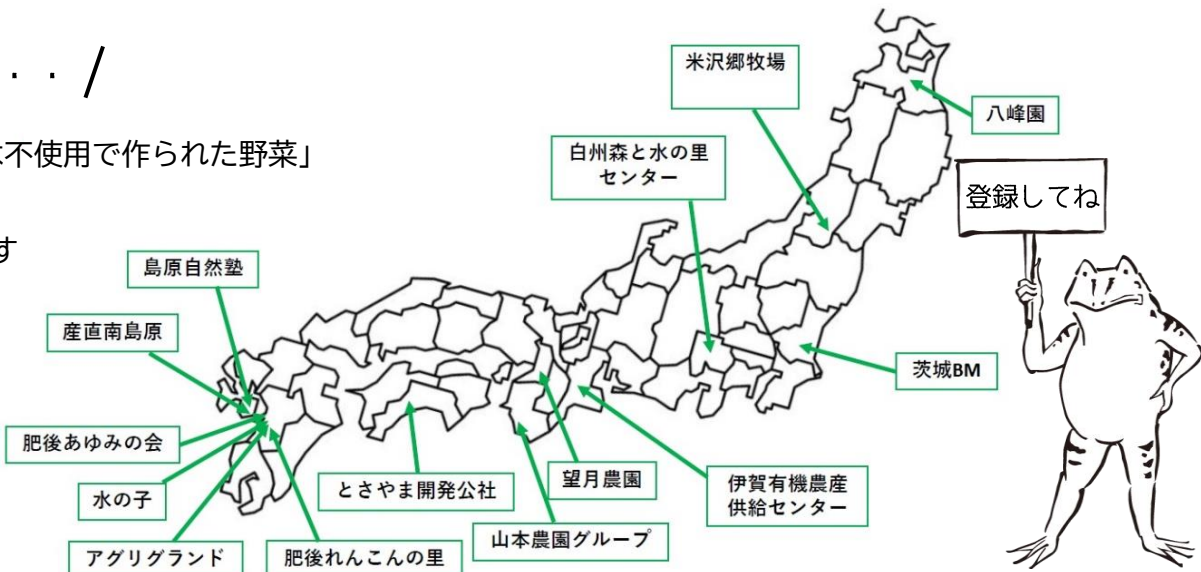 ・・・/
は不使用で作られた野菜」
す
米沢郷牧場
八峰園
白州森と水の里
センター
登録してね
島原自然塾
産直南島原
茨城BM
肥後あゆみの会
水の子
とさやま開発公社
望月農園
伊賀有機農産
供給センター
山本農園グループ
アグリグランド
肥後れんこんの里